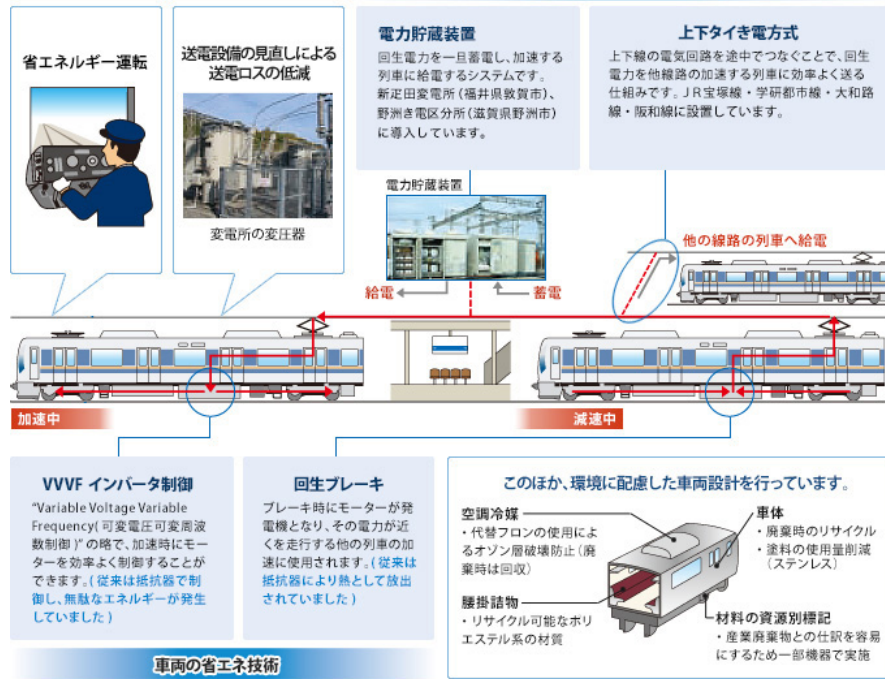 省エネルギー運転
送電設備の見直しによる
送電ロスの低減
変電所の変圧器
電力貯蔵装置
回生電力を一旦蓄電し、加速する
列車に給電するシステムです。
新疋田変電所(福井県敦賀市)、
野洲き電区分所(滋賀県野洲市)
に導入しています。
上下タイき電方式
上下線の電気回路を途中でつなぐことで、回生
電力を他線路の加速する列車に効率よく送る
仕組みです。JR宝塚線・学研都市線・大和路
線・阪和線に設置しています。
電力貯蔵装置
給電
蓄電
他の線路の列車へ給電
加速中
減速中
VVVF インバータ制御
“Variable Voltage Variable
Frequency(可変電圧可変周波
数制御)”の略で、加速時にモー
ターを効率よく制御することが
できます。(従来は抵抗器で制
御し、無駄なエネルギーが発生
していました)
回生ブレーキ
ブレーキ時にモーターが発
電機となり、その電力が近
くを走行する他の列車の加
速に使用されます。(従来は
抵抗器により熱として放出
されていました)
車両の省エネ技術
このほか、環境に配慮した車両設計を行っています。
空調冷媒
・代替フロンの使用によ
るオゾン層破壊防止(廃
棄時は回収)
腰掛詰物
・リサイクル可能なポリ
エステル系の材質
車体
・廃棄時のリサイクル
・塗料の使用量削減
(ステンレス)
材料の資源別標記
・産業廃棄物との仕訳を容易
にするため一部機器で実施